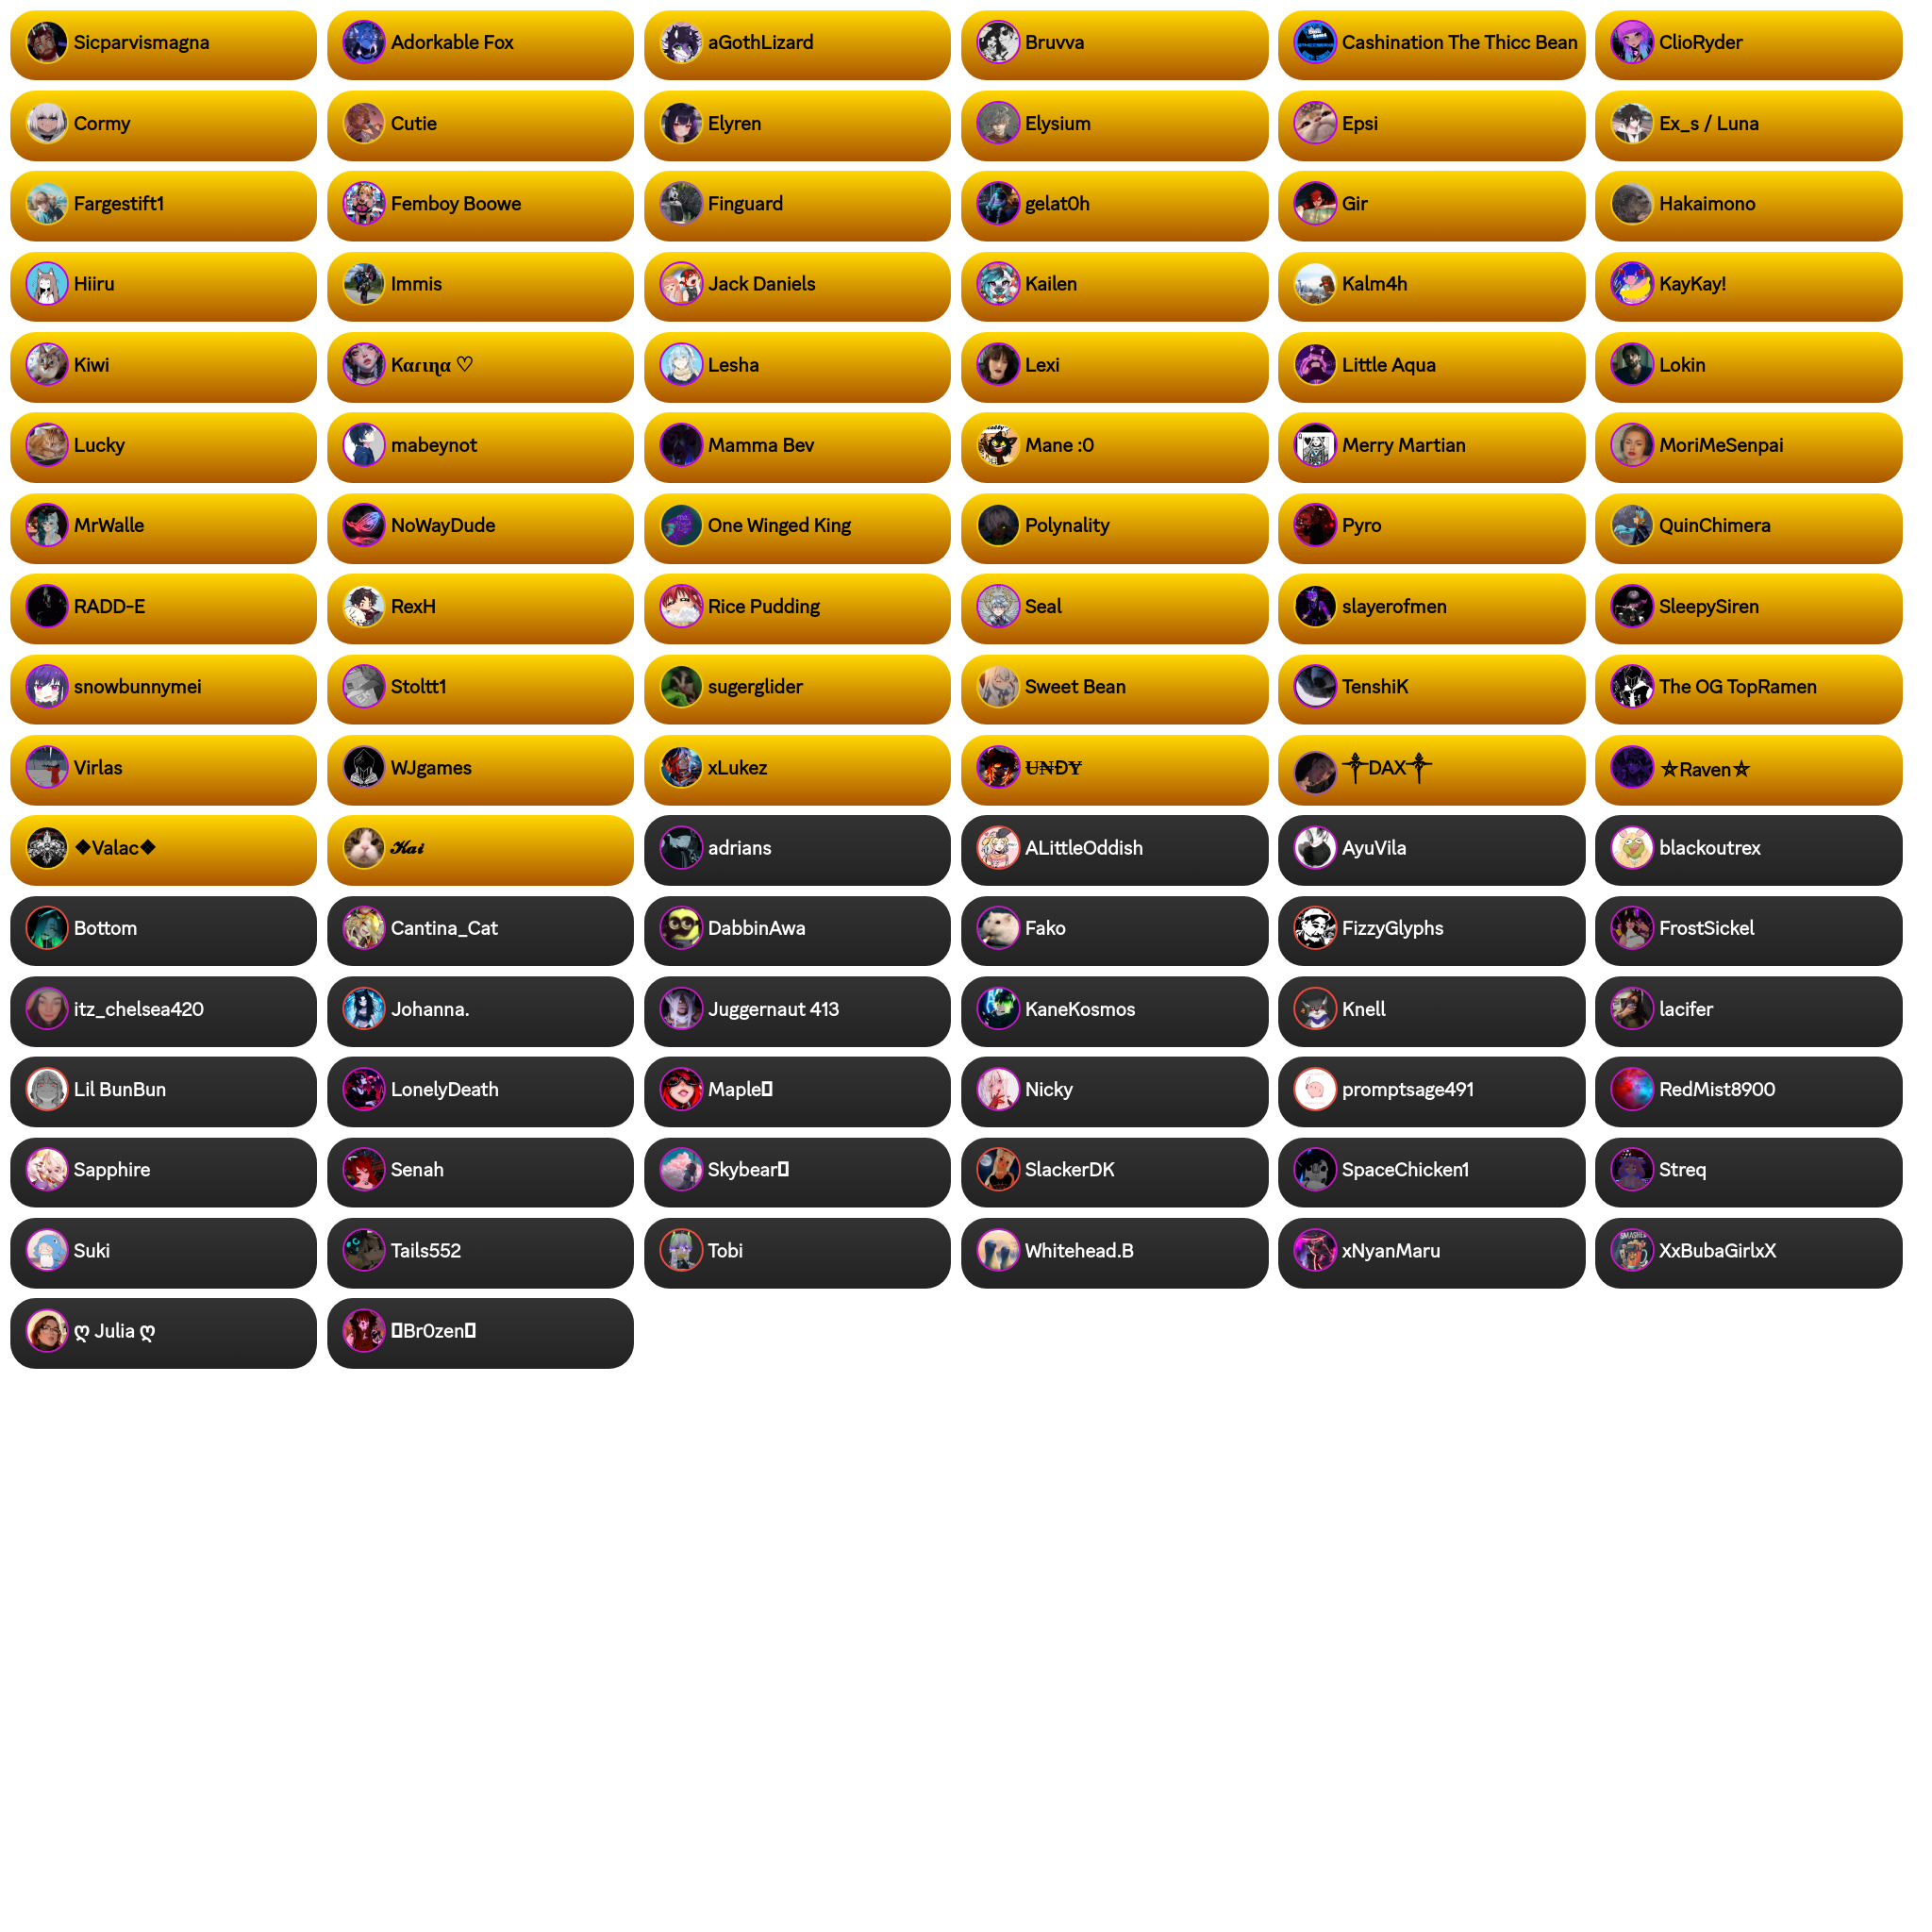 Sicparvismagna
Adorkable Fox
aGothLizard
Bruvva
Cashination The Thicc Bean
ClioRyder
Cormy
Cutie
Elyren
Elysium
Epsi
Ex_s / Luna
Fargestift1
Femboy Boowe
Finguard
gelat0h
Gir
Hakaimono
Hiiru
Immis
Jack Daniels
Kailen
Kalm4h
KayKay!
Kiwi
Kαɾιɳα ♡
Lesha
Lexi
Little Aqua
Lokin
Lucky
mabeynot
Mamma Bev
Mane :0
Merry Martian
MoriMeSenpai
MrWalle
NoWayDude
One Winged King
Polynality
Pyro
QuinChimera
RADD-E
RexH
Rice Pudding
Seal
slayerofmen
SleepySiren
snowbunnymei
Stoltt1
sugerglider
Sweet Bean
TenshiK
The OG TopRamen
Virlas
WJgames
xLukez
U̶₦ĐɎ
༒DAX༒
⛥Raven⛥
❖Valac❖
𝓚𝓪𝓲
adrians
ALittleOddish
AyuVila
blackoutrex
Bottom
Cantina_Cat
DabbinAwa
Fako
FizzyGlyphs
FrostSickel
itz_chelsea420
Johanna.
Juggernaut 413
KaneKosmos
Knell
lacifer
Lil BunBun
LonelyDeath
Maple
Nicky
promptsage491
RedMist8900
Sapphire
Senah
Skybear
SlackerDK
SpaceChicken1
Streq
Suki
Tails552
Tobi
Whitehead.B
xNyanMaru
XxBubaGirlxX
ღ Julia ღ
Br0zen